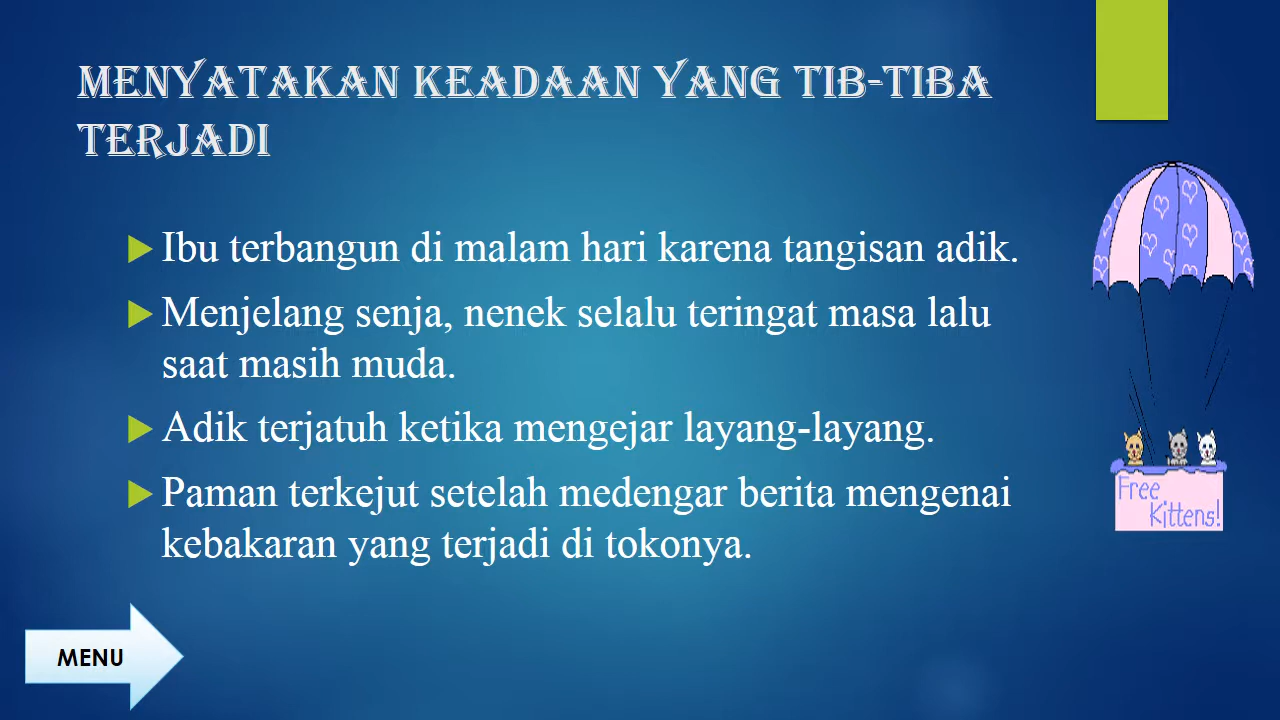 MENYATAKAN KEADAAN YANG TIB-TIBA
TERJADI
Ibu terbangun di malam hari karena tangisan adik.
Menjelang senja, nenek selalu teringat masa lalu
saat masih muda.
Adik terjatuh ketika mengejar layang-layang.
Paman terkejut setelah medengar berita mengenai
kebakaran yang terjadi di tokonya.
Free
Kittens!
MENU